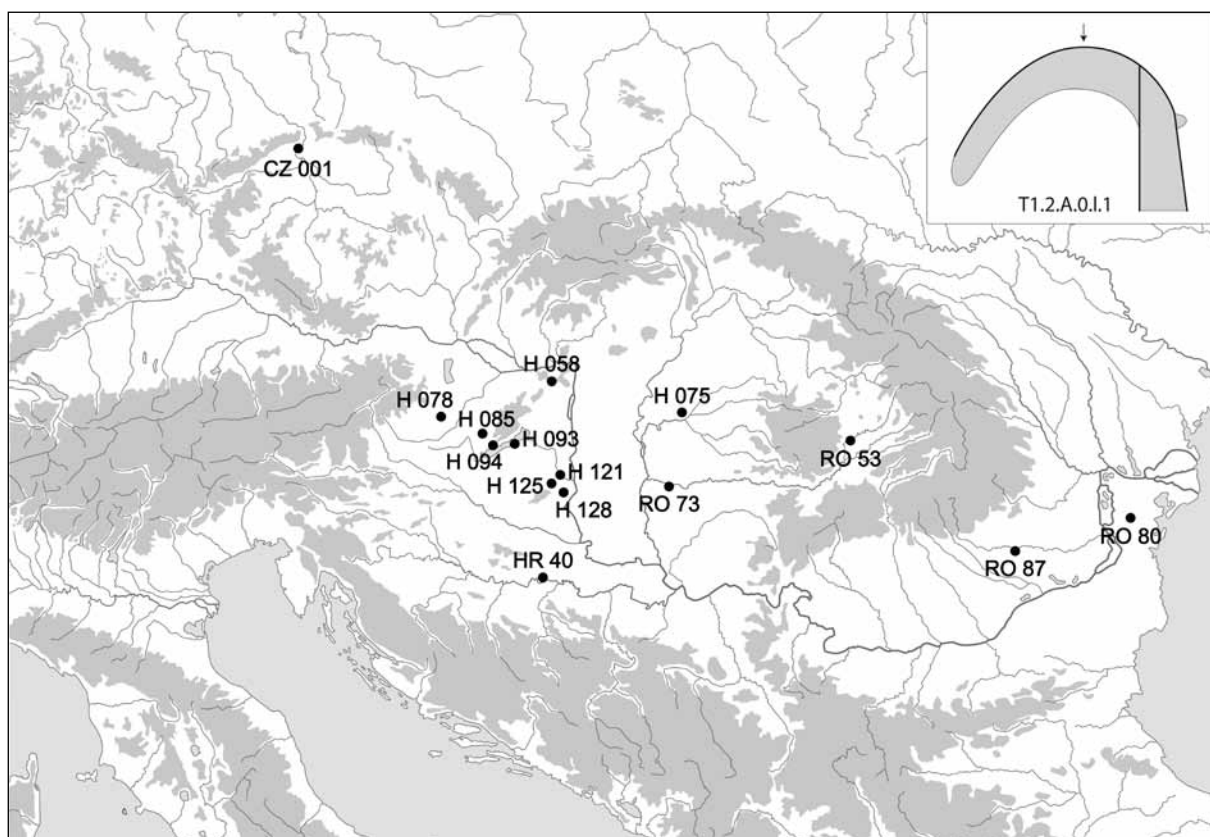 T1.2.A.0.I.1
CZ 001
H 058
H 078
H 075
H 085
H 093
RO 53
H 094
H 121
H 125
RO 73
H 128
RO 80
HR 40
RO 87